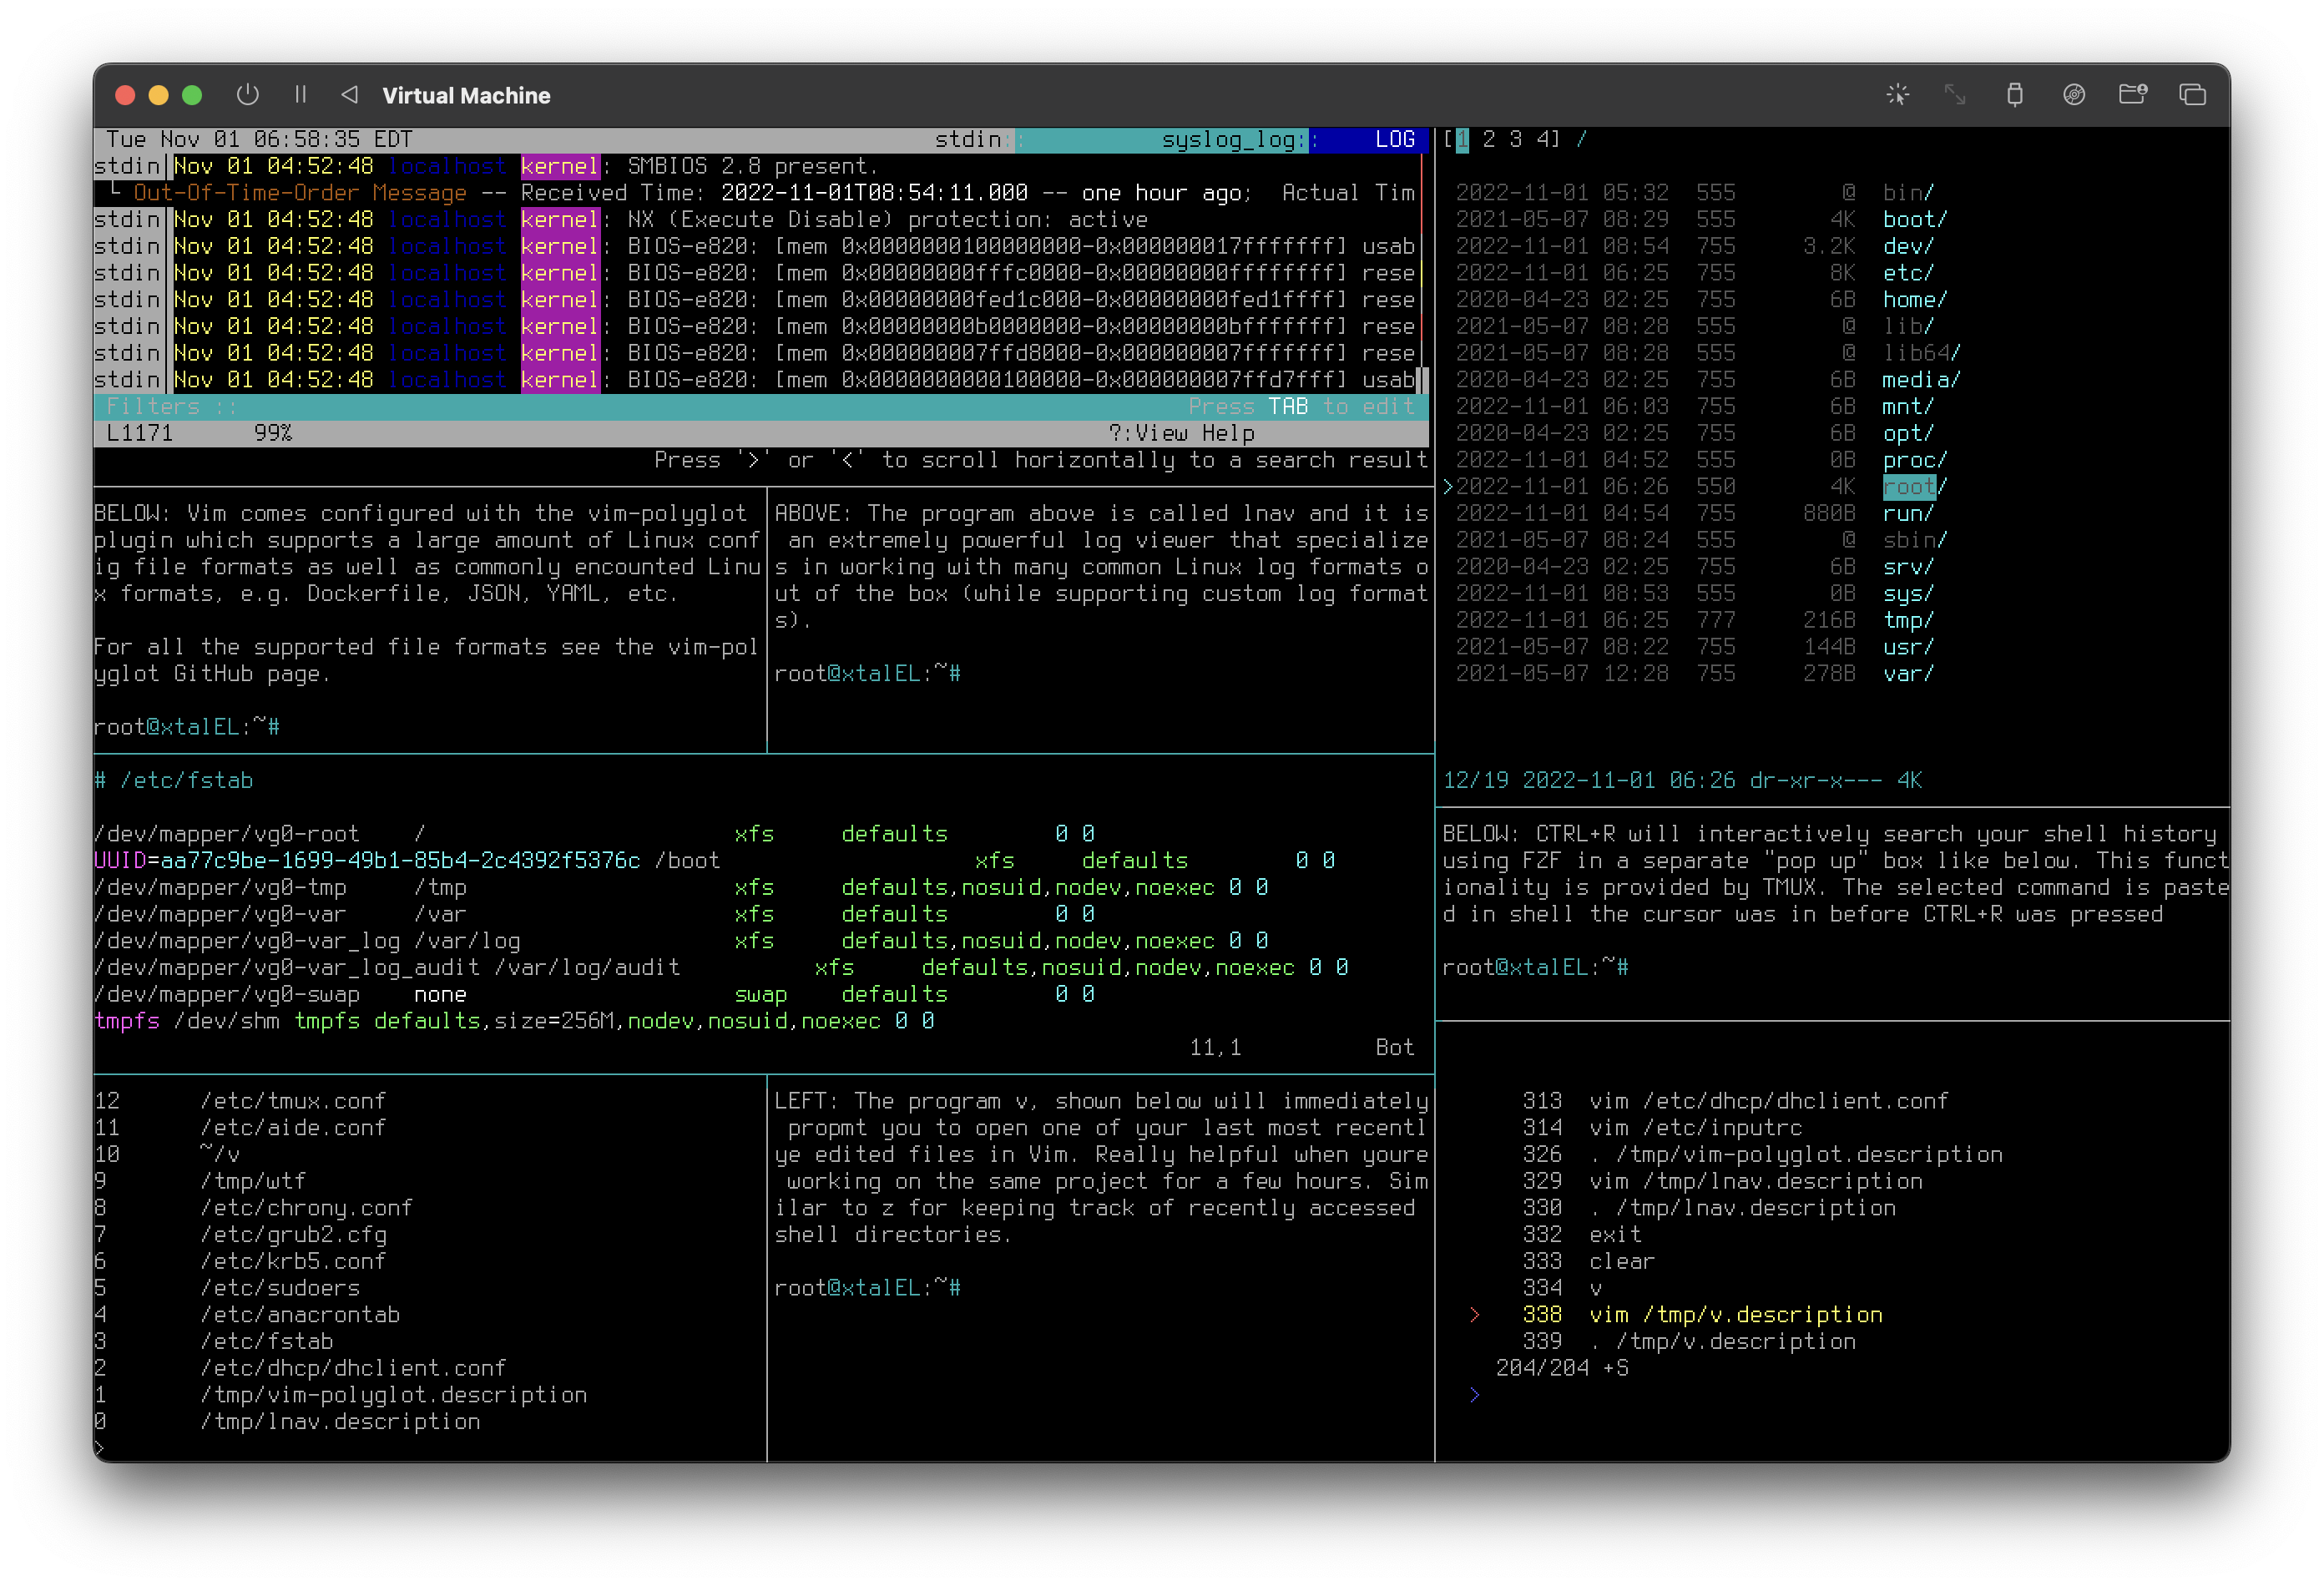 Virtual Machine
Tue Nov 01 06:58:35 EDT stdin: syslog_log: LOG
stdin Nov 01 04:52:48 localhost kernel: SMBIOS 2.8 present.
└ Out-Of-Time-Order Message -- Received Time: 2022-11-01T08:54:11.000 -- one hour ago;  Actual Tim
stdin Nov 01 04:52:48 localhost kernel: NX (Execute Disable) protection: active
stdin Nov 01 04:52:48 localhost kernel: BIOS-e820: [mem 0x0000000100000000-0x000000017fffffff] usab
stdin Nov 01 04:52:48 localhost kernel: BIOS-e820: [mem 0x00000000fffc0000-0x00000000ffffffff] rese
stdin Nov 01 04:52:48 localhost kernel: BIOS-e820: [mem 0x00000000fed1c000-0x00000000fed1ffff] rese
stdin Nov 01 04:52:48 localhost kernel: BIOS-e820: [mem 0x00000000b0000000-0x00000000bfffffff] rese
stdin Nov 01 04:52:48 localhost kernel: BIOS-e820: [mem 0x000000007ffd8000-0x000000007fffffff] rese
stdin Nov 01 04:52:48 localhost kernel: BIOS-e820: [mem 0x0000000000100000-0x000000007ffd7fff] usab
Filters :: Press TAB to edit
L1171 99% ?:View Help
Press '>' or '<' to scroll horizontally to a search result
BELOW: Vim comes configured with the vim-polyglot
plugin which supports a large amount of Linux conf
ig file formats as well as commonly encounted Linu
x formats, e.g. Dockerfile, JSON, YAML, etc.
For all the supported file formats see the vim-pol
yglot GitHub page.
root@xtalEL:~#
ABOVE: The program above is called lnav and it is
an extremely powerful log viewer that specialize
s in working with many common Linux log formats o
ut of the box (while supporting custom log format
s).
root@xtalEL:~#
# /etc/fstab
/dev/mapper/vg0-root / xfs defaults 0 0
UUID=aa77c9be-1699-49b1-85b4-2c4392f5376c /boot xfs defaults 0 0
/dev/mapper/vg0-tmp /tmp xfs defaults,nosuid,nodev,noexec 0 0
/dev/mapper/vg0-var /var xfs defaults 0 0
/dev/mapper/vg0-var_log /var/log xfs defaults,nosuid,nodev,noexec 0 0
/dev/mapper/vg0-var_log_audit /var/log/audit xfs defaults,nosuid,nodev,noexec 0 0
/dev/mapper/vg0-swap none swap defaults 0 0
tmpfs /dev/shm tmpfs defaults,size=256M,nodev,nosuid,noexec 0 0
11,1 Bot
12 /etc/tmux.conf
11 /etc/aide.conf
10 ~/v
9 /tmp/wtf
8 /etc/chrony.conf
7 /etc/grub2.cfg
6 /etc/krb5.conf
5 /etc/sudoers
4 /etc/anacrontab
3 /etc/fstab
2 /etc/dhcp/dhclient.conf
1 /tmp/vim-polyglot.description
0 /tmp/lnav.description
>
LEFT: The program v, shown below will immediately
propmt you to open one of your last most recentl
ye edited files in Vim. Really helpful when youre
working on the same project for a few hours. Sim
ilar to z for keeping track of recently accessed
shell directories.
root@xtalEL:~#
[1 2 3 4] /
2022-11-01 05:32 555 @ bin/
2021-05-07 08:29 555 4K boot/
2022-11-01 08:54 755 3.2K dev/
2022-11-01 06:25 755 8K etc/
2020-04-23 02:25 755 6B home/
2021-05-07 08:28 555 @ lib/
2021-05-07 08:28 555 @ lib64/
2020-04-23 02:25 755 6B media/
2022-11-01 06:03 755 6B mnt/
2020-04-23 02:25 755 6B opt/
2022-11-01 04:52 555 0B proc/
>2022-11-01 06:26 550 4K root/
2022-11-01 04:54 755 880B run/
2021-05-07 08:24 555 @ sbin/
2020-04-23 02:25 755 6B srv/
2022-11-01 08:53 555 0B sys/
2022-11-01 06:25 777 216B tmp/
2021-05-07 08:22 755 144B usr/
2021-05-07 12:28 755 278B var/
12/19 2022-11-01 06:26 dr-xr-x--- 4K
BELOW: CTRL+R will interactively search your shell history
using FZF in a separate "pop up" box like below. This funct
ionality is provided by TMUX. The selected command is paste
d in shell the cursor was in before CTRL+R was pressed
root@xtalEL:~#
313 vim /etc/dhcp/dhclient.conf
314 vim /etc/inputrc
326 . /tmp/vim-polyglot.description
329 vim /tmp/lnav.description
330 . /tmp/lnav.description
332 exit
333 clear
334 v
> 338 vim /tmp/v.description
339 . /tmp/v.description
204/204 +S
>